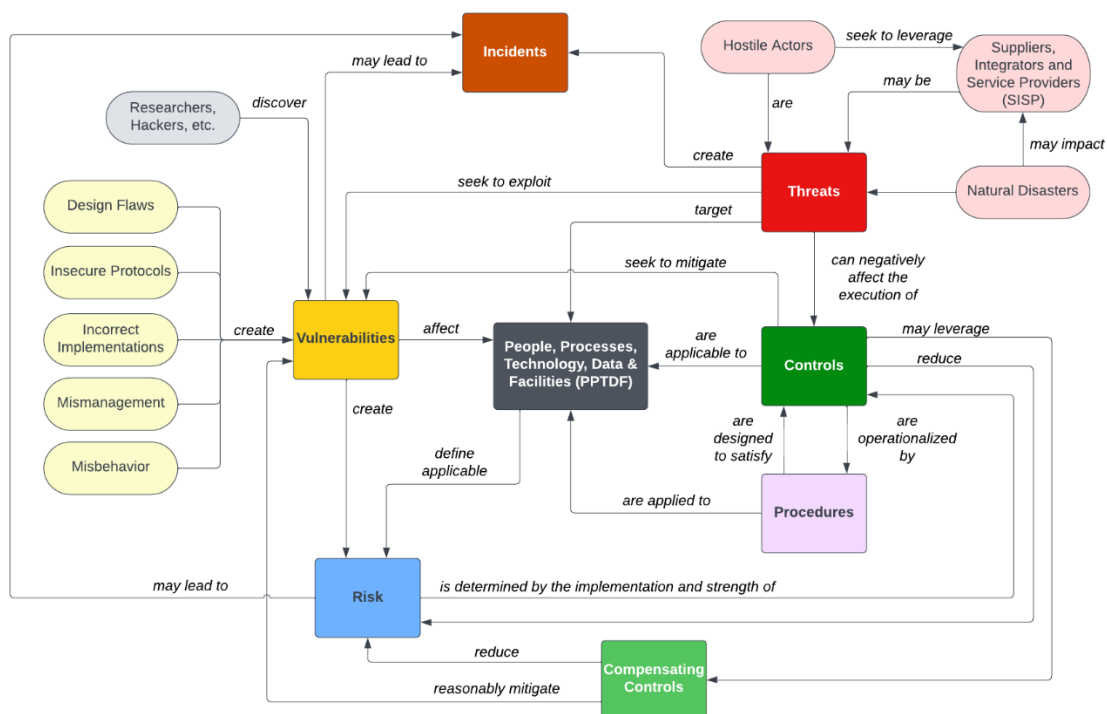 Incidents
Hostile Actors
seek to leverage
Suppliers,
Integrators and
Service Providers
(SISP)
may lead to
may be
Researchers,
Hackers, etc.
discover
are
may impact
create
Threats
Natural Disasters
seek to exploit
target
Design Flaws
Insecure Protocols
seek to mitigate
can negatively
affect the
execution of
Incorrect
Implementations
create
Vulnerabilities
affect
People, Processes,
Technology, Data &
Facilities (PPTDF)
are
applicable to
Controls
may leverage
reduce
Mismanagement
create
are
designed
to satisfy
are
operationalized
by
Misbehavior
define
applicable
are applied to
Procedures
may lead to
Risk
is determined by the implementation and strength of
reduce
reasonably mitigate
Compensating
Controls